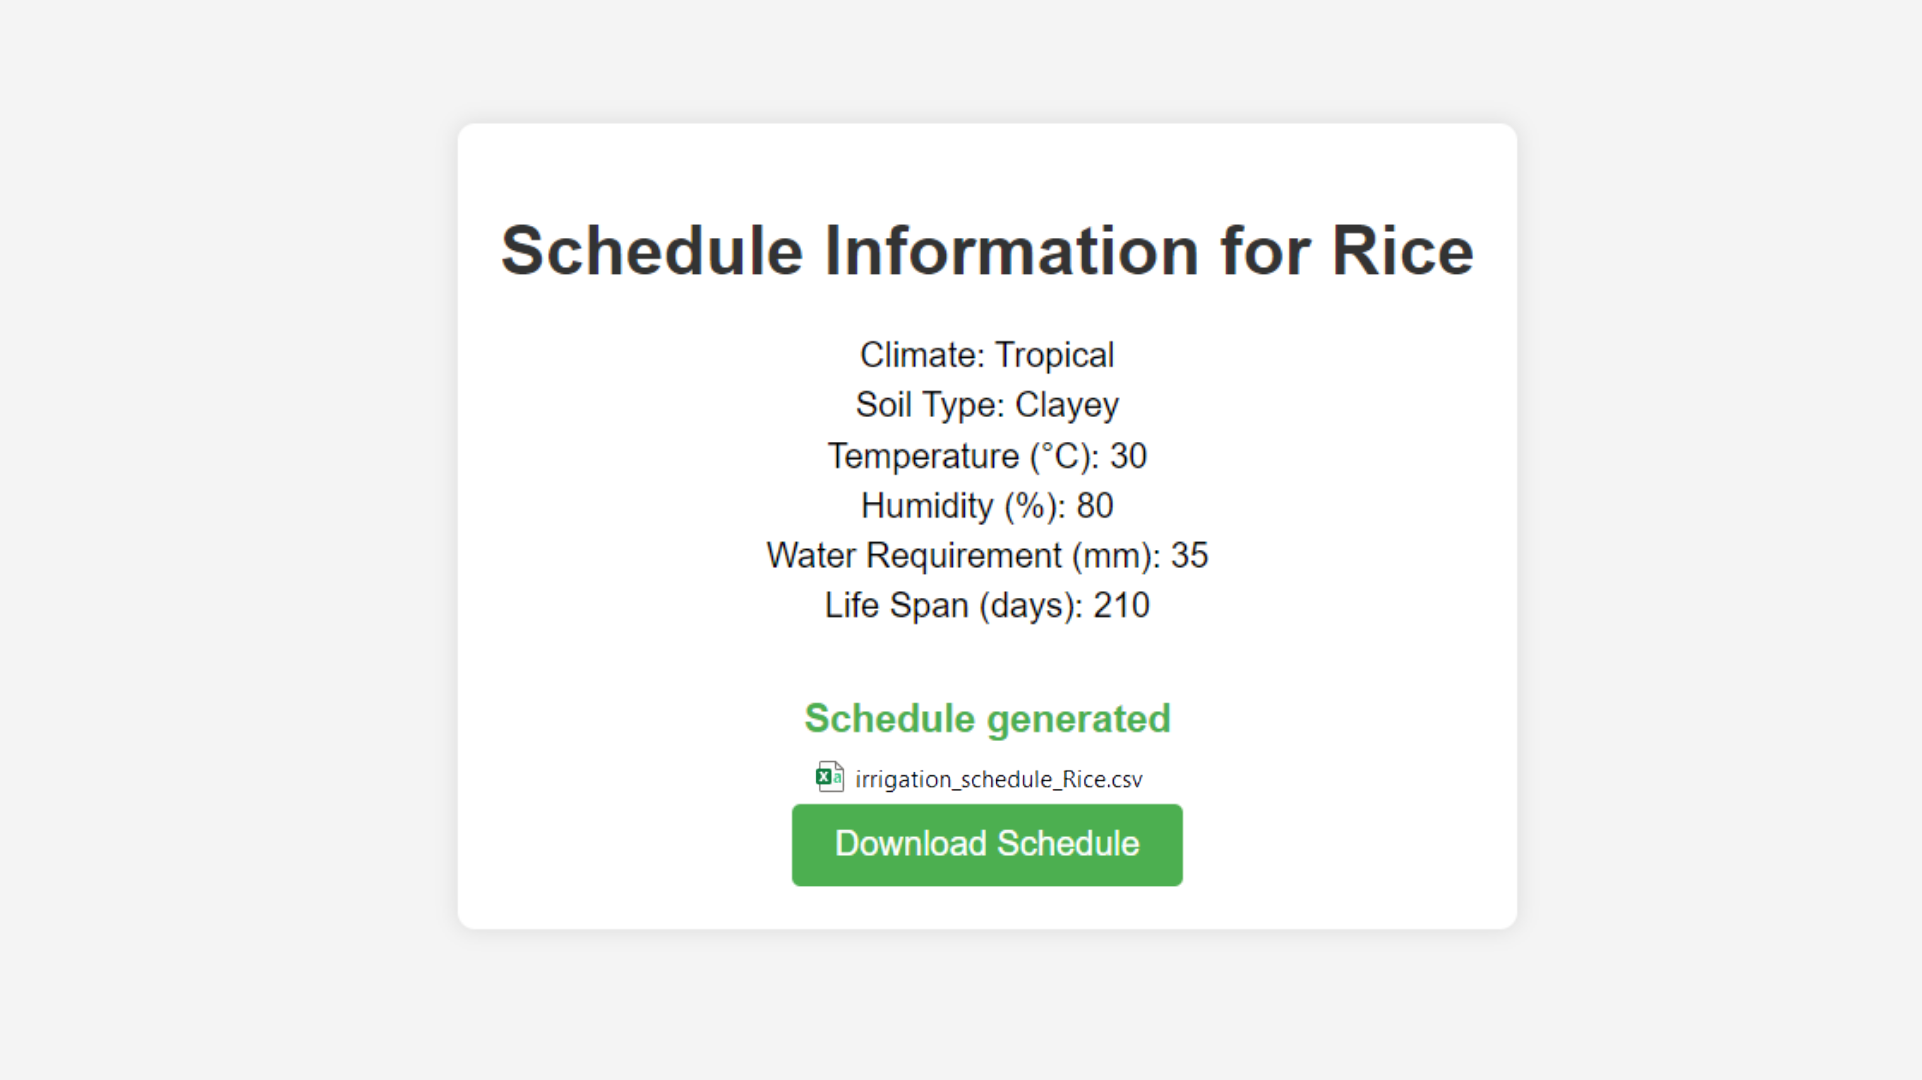 Schedule Information for Rice
Climate: Tropical
Soil Type: Clayey
Temperature (°C): 30
Humidity (%): 80
Water Requirement (mm): 35
Life Span (days): 210
Schedule generated
irrigation_schedule_Rice.csv
Download Schedule